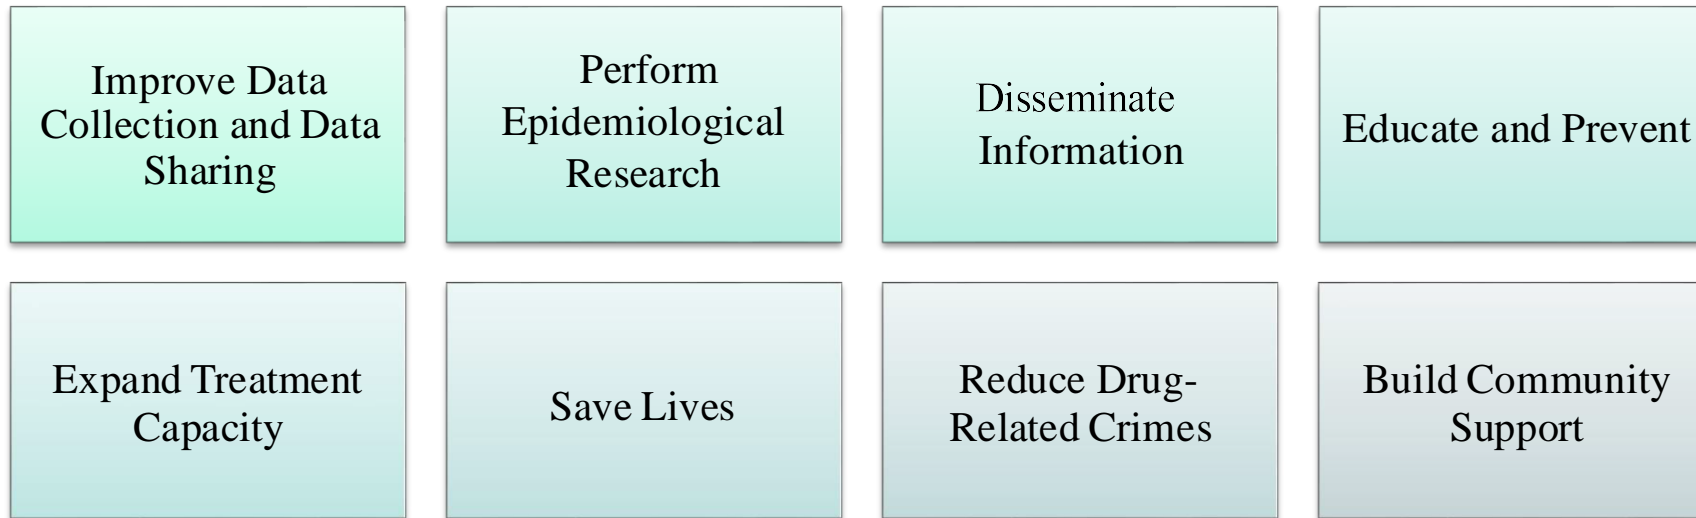 Improve Data
Collection and Data
Sharing
Perform
Epidemiological
Research
Disseminate
Information
Educate and Prevent
Expand Treatment
Capacity
Save Lives
Reduce Drug-
Related Crimes
Build Community
Support